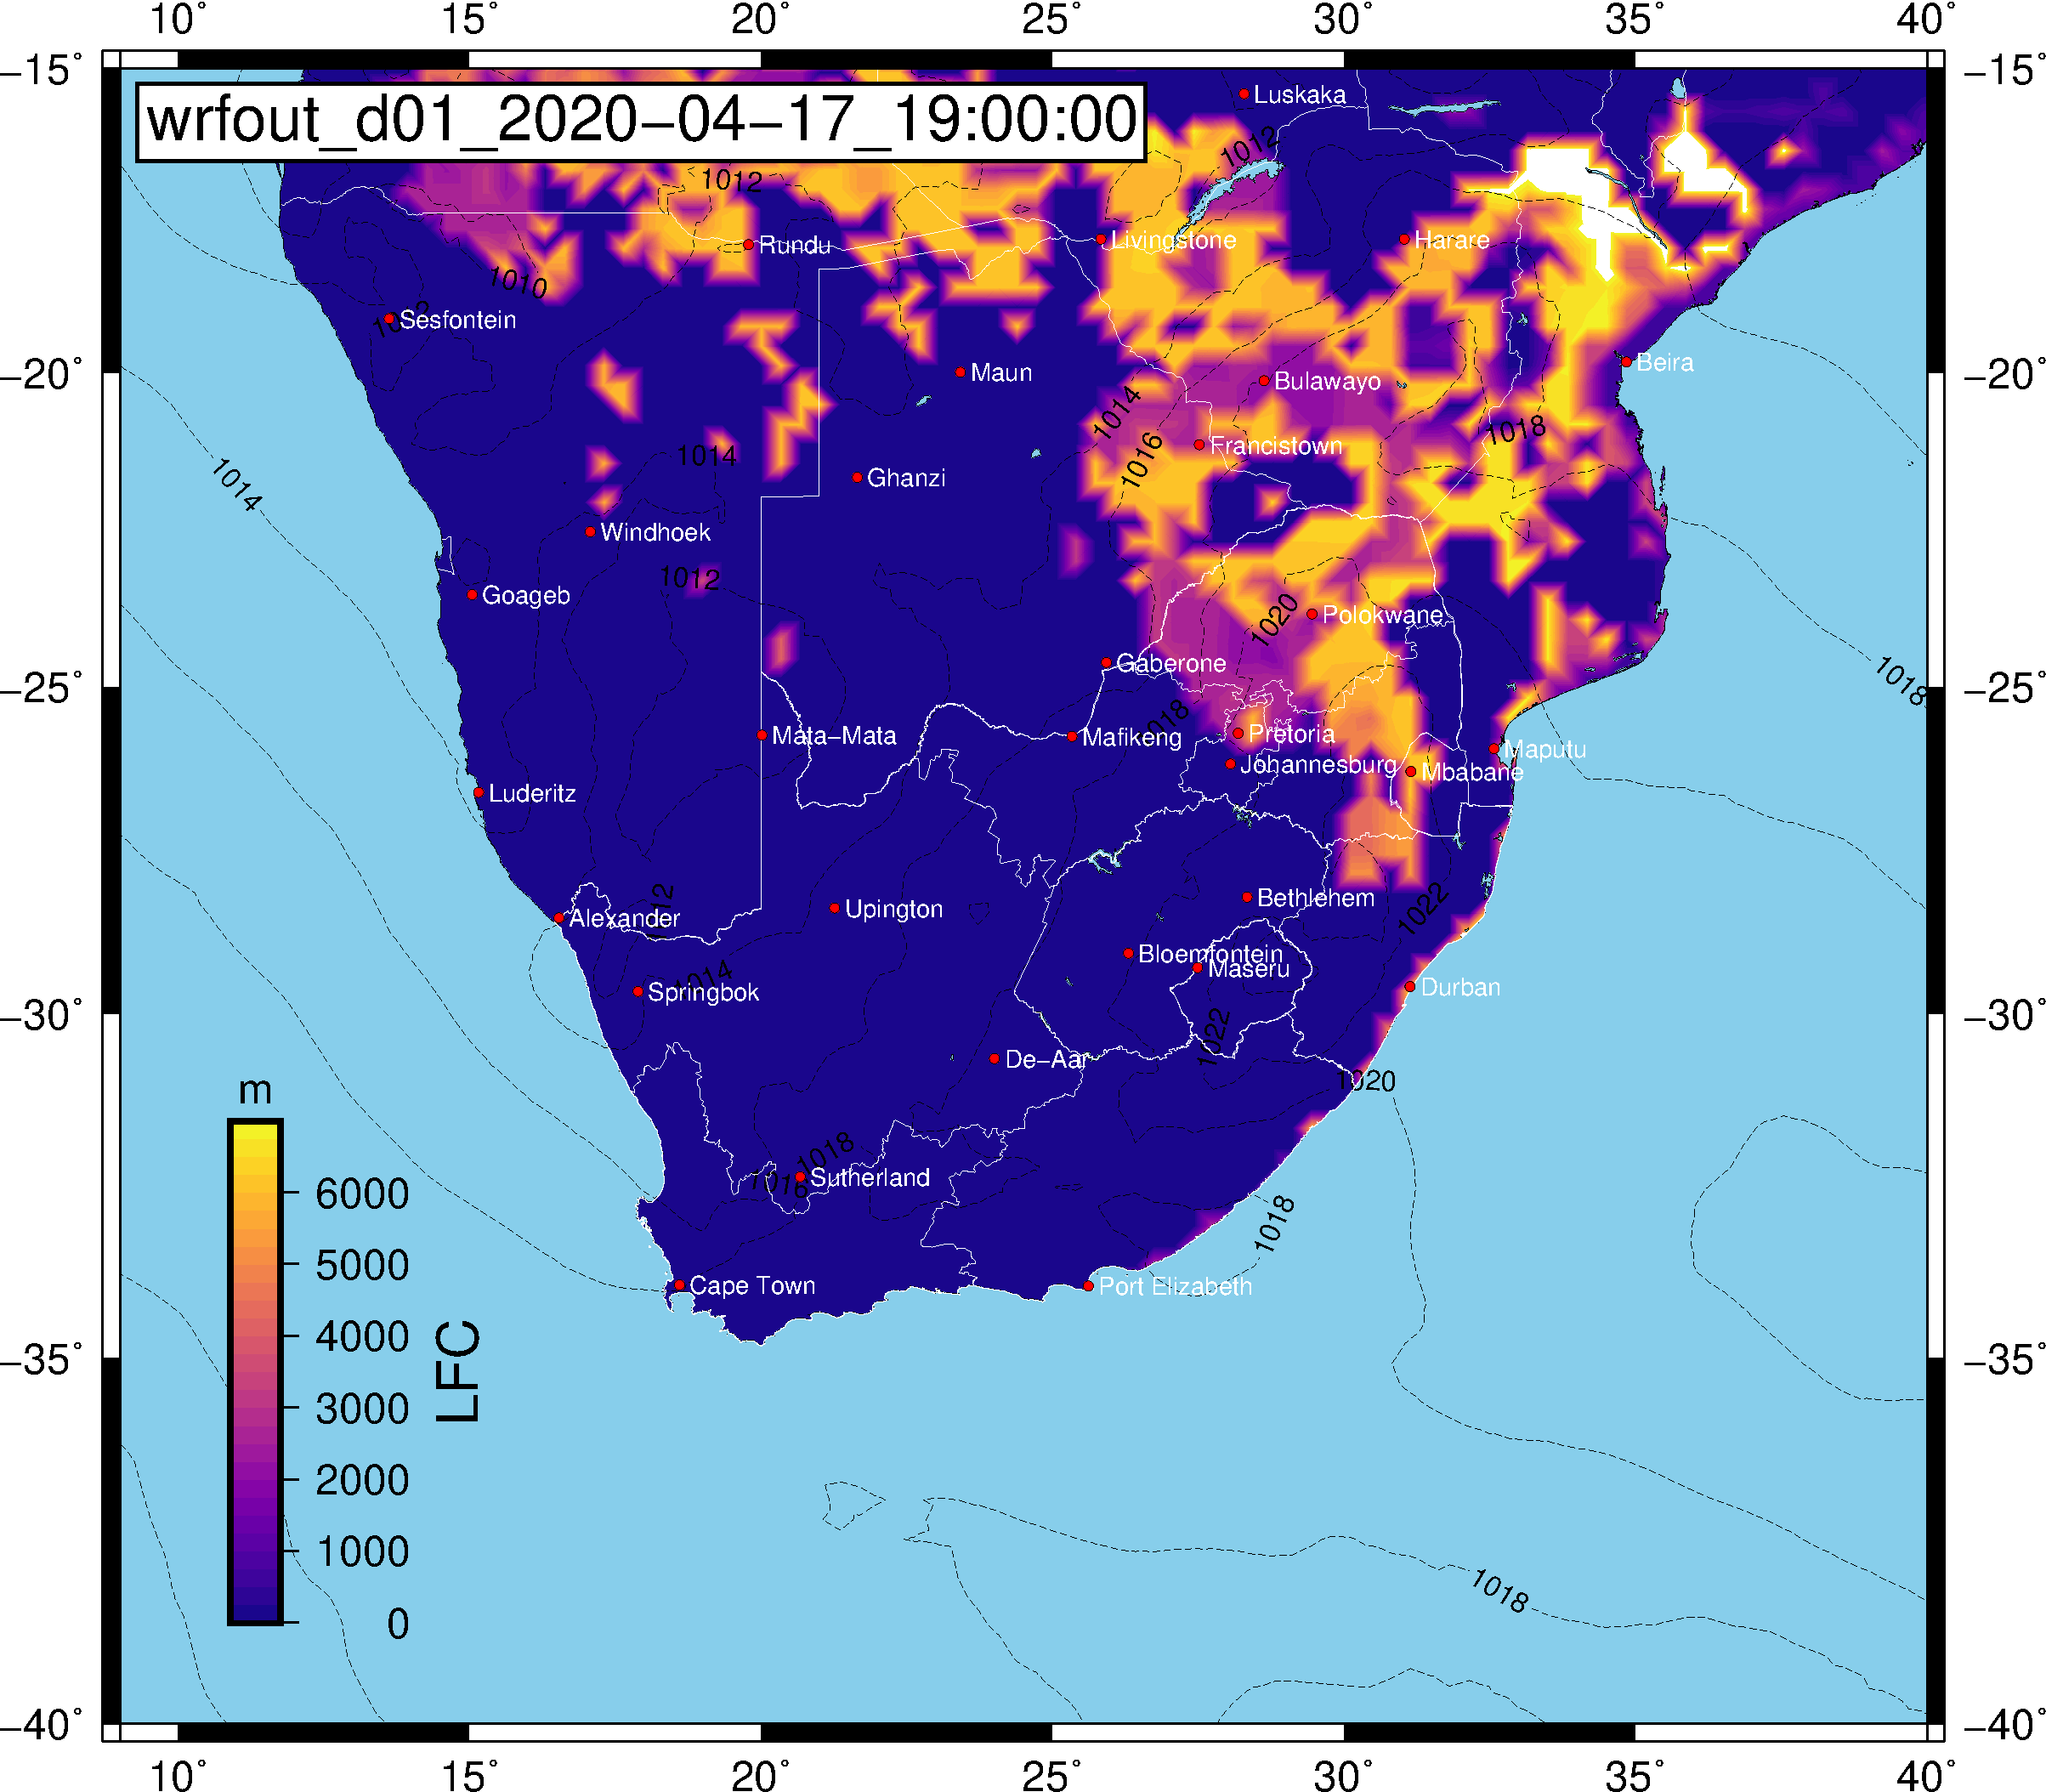 10° 15° 20° 25° 30° 35° 40°
−15° −15°
wrfout_d01_2020−04−17_19:00:00
Luskaka
1012
1012
Rundu
Livingstone
Harare
1010
Sesfontein
−20° −20°
Maun
Bulawayo
Beira
1014
1018
1014
Francistown
1016
1014
Ghanzi
Windhoek
1012
Goageb
1020
Polokwane
Gaberone
−25° −25°
1018
1018
Mata−Mata
Mafikeng
Pretoria
Maputu
Johannesburg
Mbabane
Luderitz
1012
1022
Bethlehem
Alexander
Upington
Bloemfontein
Maseru
1014
Springbok
Durban
−30° −30°
1022
De−Aar
1020
m
1018
1016
Sutherland
6000
1018
5000
Cape Town
Port Elizabeth
4000
LFC
−35° −35°
3000
2000
1000
1018
0
−40° −40°
10° 15° 20° 25° 30° 35° 40°